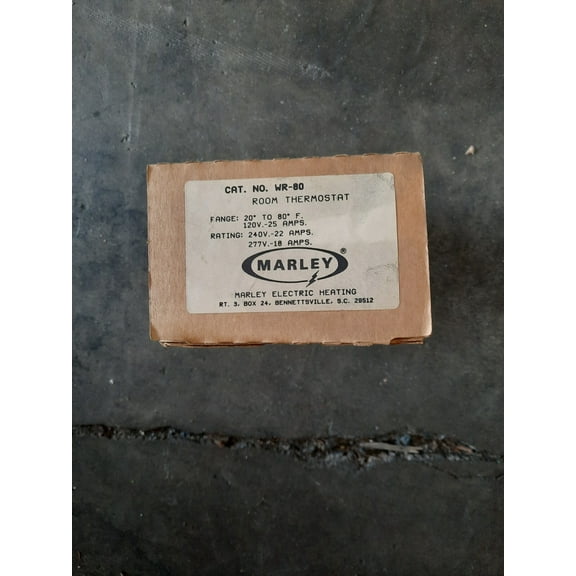 CAT. NO. WR-80
ROOM THERMOSTAT
FANGE: 20° TO 80° F.
120V.-25 AMPS.
RATING: 240V.-22 AMPS.
277V.-18 AMPS.
MARLEY ®
MARLEY ELECTRIC HEATING
RT. 3, BOX 24, BENNETTSVILLE, S.C. 29512